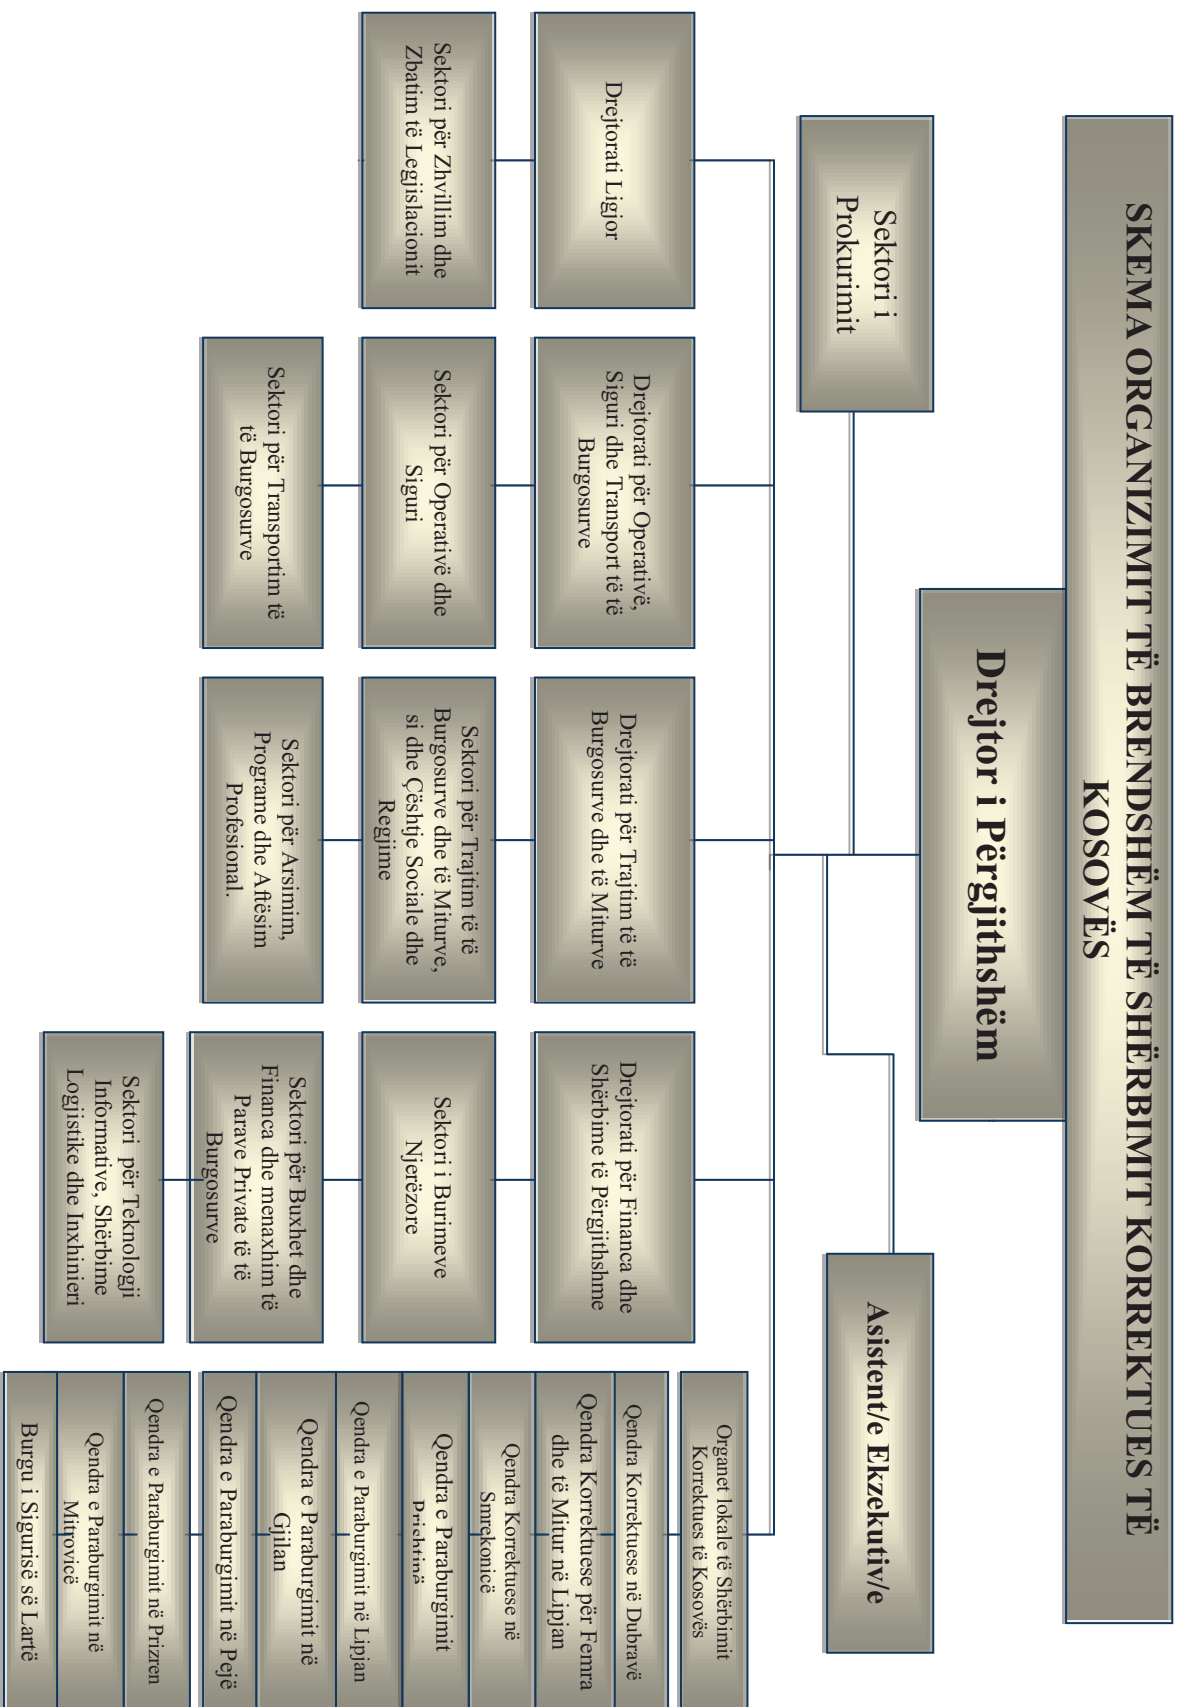 SKEMA ORGANIZIMIT TË BRENDSHËM TË SHËRBIMIT KORREKTUES TË
KOSOVËS
Drejtor i Përgjithshëm
Sektori i
Prokurimit
Asistent/e Ekzekutiv/e
Drejtorati Ligjor
Sektori për Zhvillim dhe
Zbatim të Legjislacionit
Drejtorati për Operativë,
Siguri dhe Transport të të
Burgosurve
Sektori për Operativë dhe
Siguri
Sektori për Transportim të
të Burgosurve
Drejtorati për Trajtim të të
Burgosurve dhe të Miturve
Sektori për Trajtim të të
Burgosurve dhe të Miturve,
si dhe Çështje Sociale dhe
Regjime
Sektori për Arsimim,
Programe dhe Aftësim
Profesional.
Drejtorati për Financa dhe
Shërbime të Përgjithshme
Sektori i Burimeve
Njerëzore
Sektori për Buxhet dhe
Financa dhe menaxhim të
Parave Private të të
Burgosurve
Sektori për Teknologji
Informative, Shërbime
Logjistike dhe Inxhinieri
Organet lokale të Shërbimit
Korrektues të Kosovës
Qendra Korrektuese në Dubravë
Qendra Korrektuese për Femra
dhe të Mitur në Lipjan
Qendra Korrektuese në
Smrekonicë
Qendra e Paraburgimit
Prishtinë
Qendra e Paraburgimit në Lipjan
Qendra e Paraburgimit në
Gjilan
Qendra e Paraburgimit në Pejë
Qendra e Paraburgimit në Prizren
Qendra e Paraburgimit në
Mitrovicë
Burgu i Sigurisë së Lartë